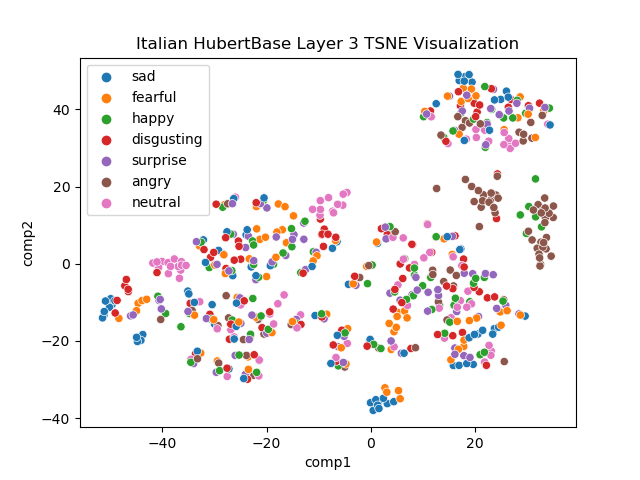 Italian HubertBase Layer 3 TSNE Visualization
sad
fearful
happy
disgusting
surprise
angry
neutral
40
20
0
−20
−40
comp2
−40
−20
0
20
comp1